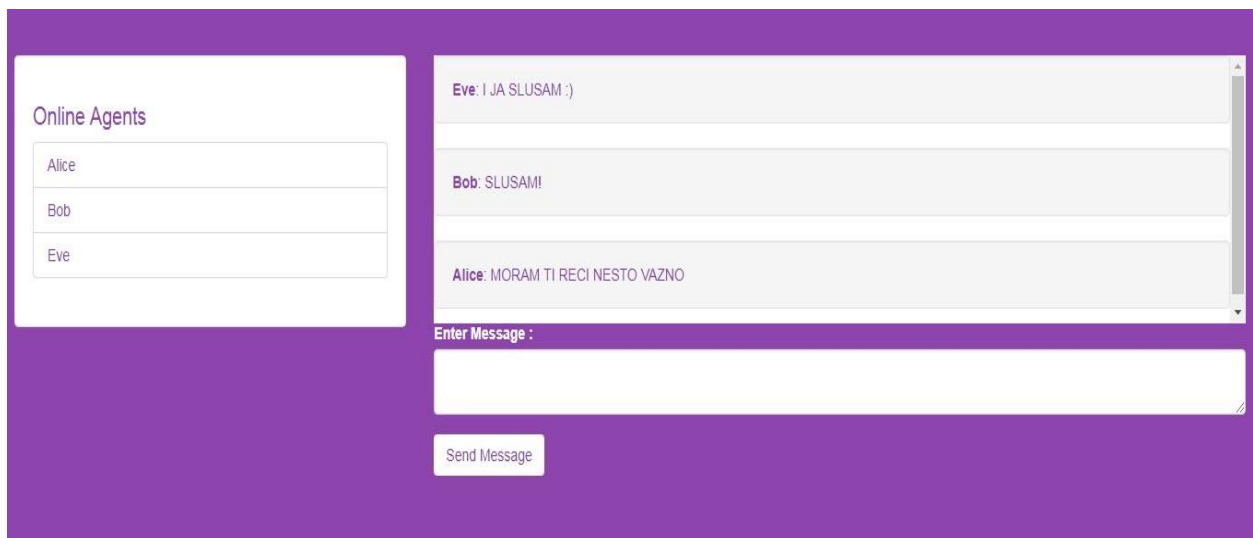 Online Agents
Alice
Bob
Eve
Eve: I JA SLUSAM :)
Bob: SLUSAM!
Alice: MORAM TI RECI NESTO VAZNO
Enter Message :
Send Message